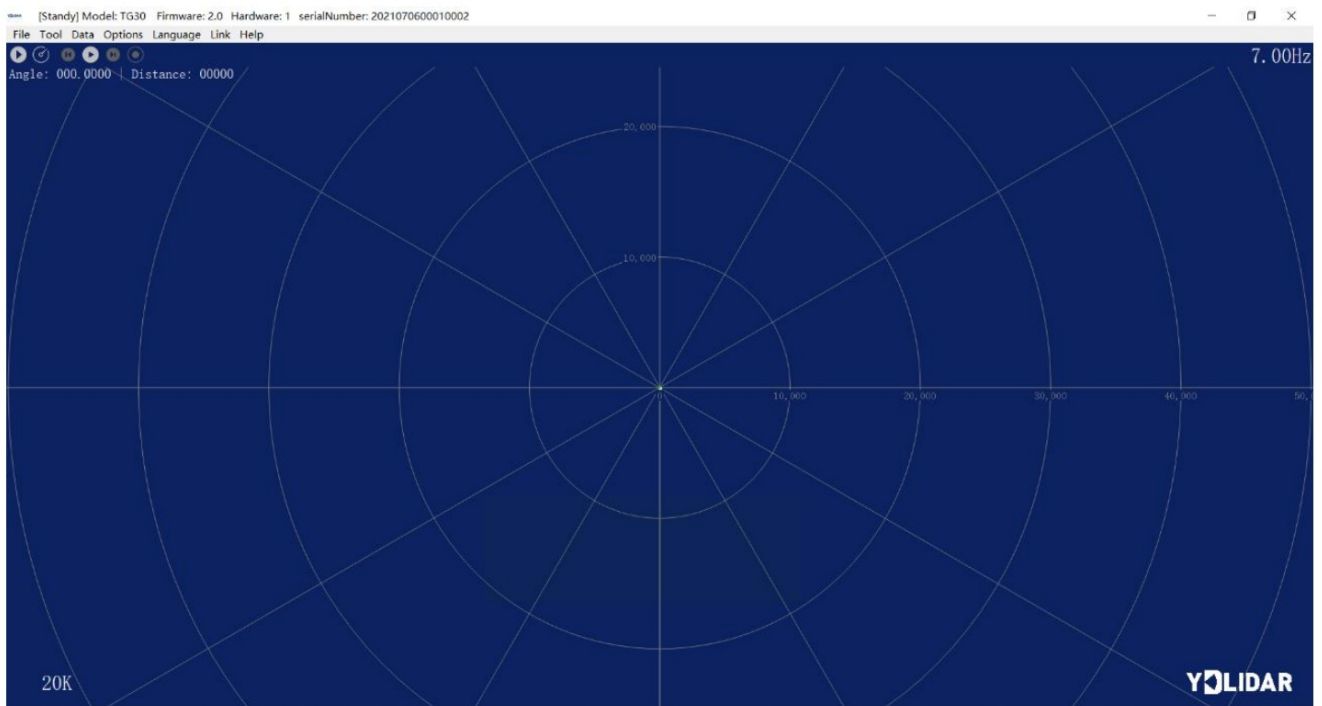 [Standy] Model: TG30 Firmware: 2.0 Hardware: 1 serialNumber: 2021070600010002
File Tool Data Options Language Link Help
7.00Hz
Angle: 000.0000 | Distance: 00000
20,000
10,000
0 10,000 20,000 30,000 40,000 50,
20K
YDLIDAR